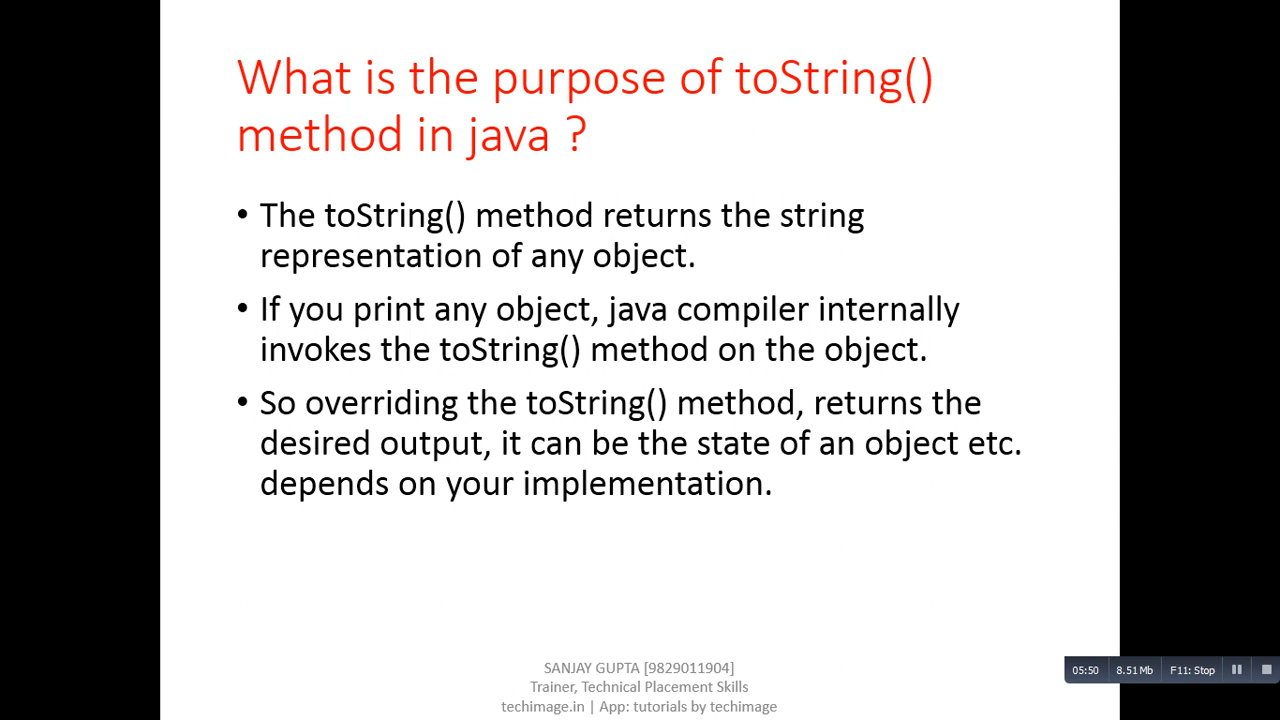 What is the purpose of toString()
method in java ?
• The toString() method returns the string
representation of any object.
• If you print any object, java compiler internally
invokes the toString() method on the object.
• So overriding the toString() method, returns the
desired output, it can be the state of an object etc.
depends on your implementation.
SANJAY GUPTA [9829011904]
Trainer, Technical Placement Skills
techimage.in | App: tutorials by techimage
05:50 8.51Mb F11: Stop